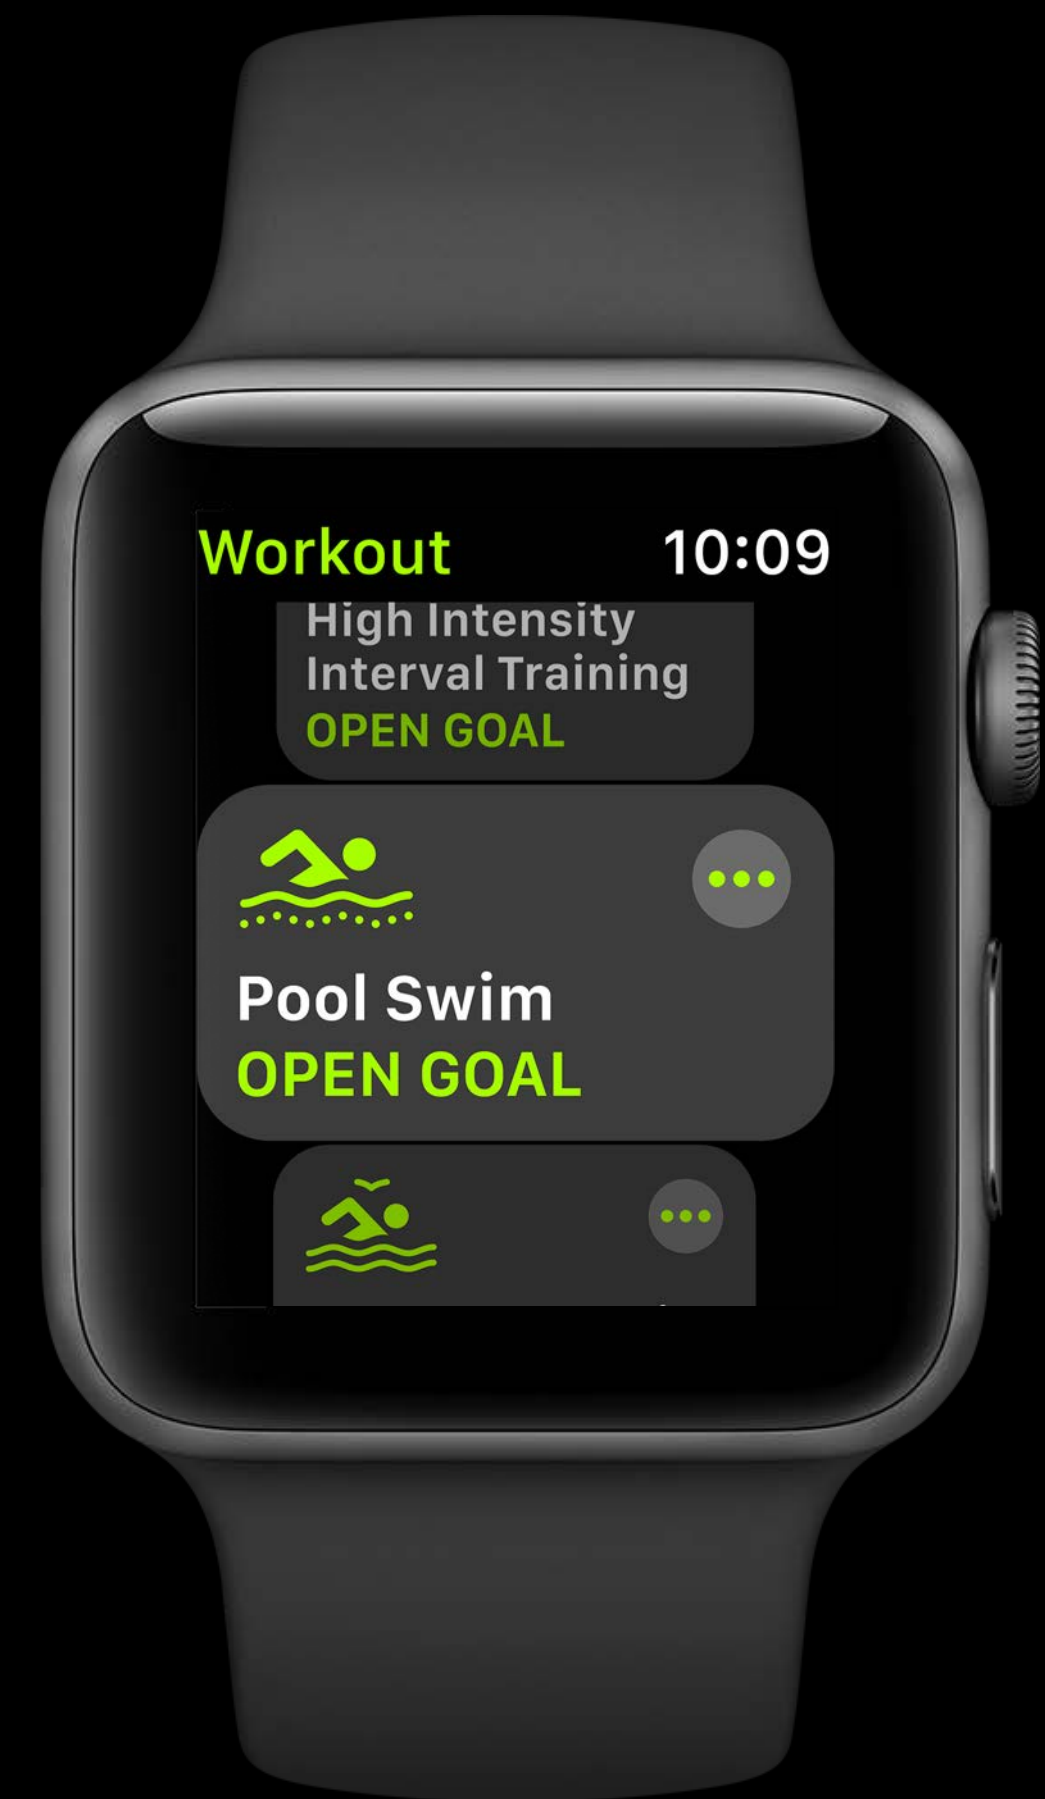 Workout
10:09
High Intensity
Interval Training
OPEN GOAL
Pool Swim
OPEN GOAL